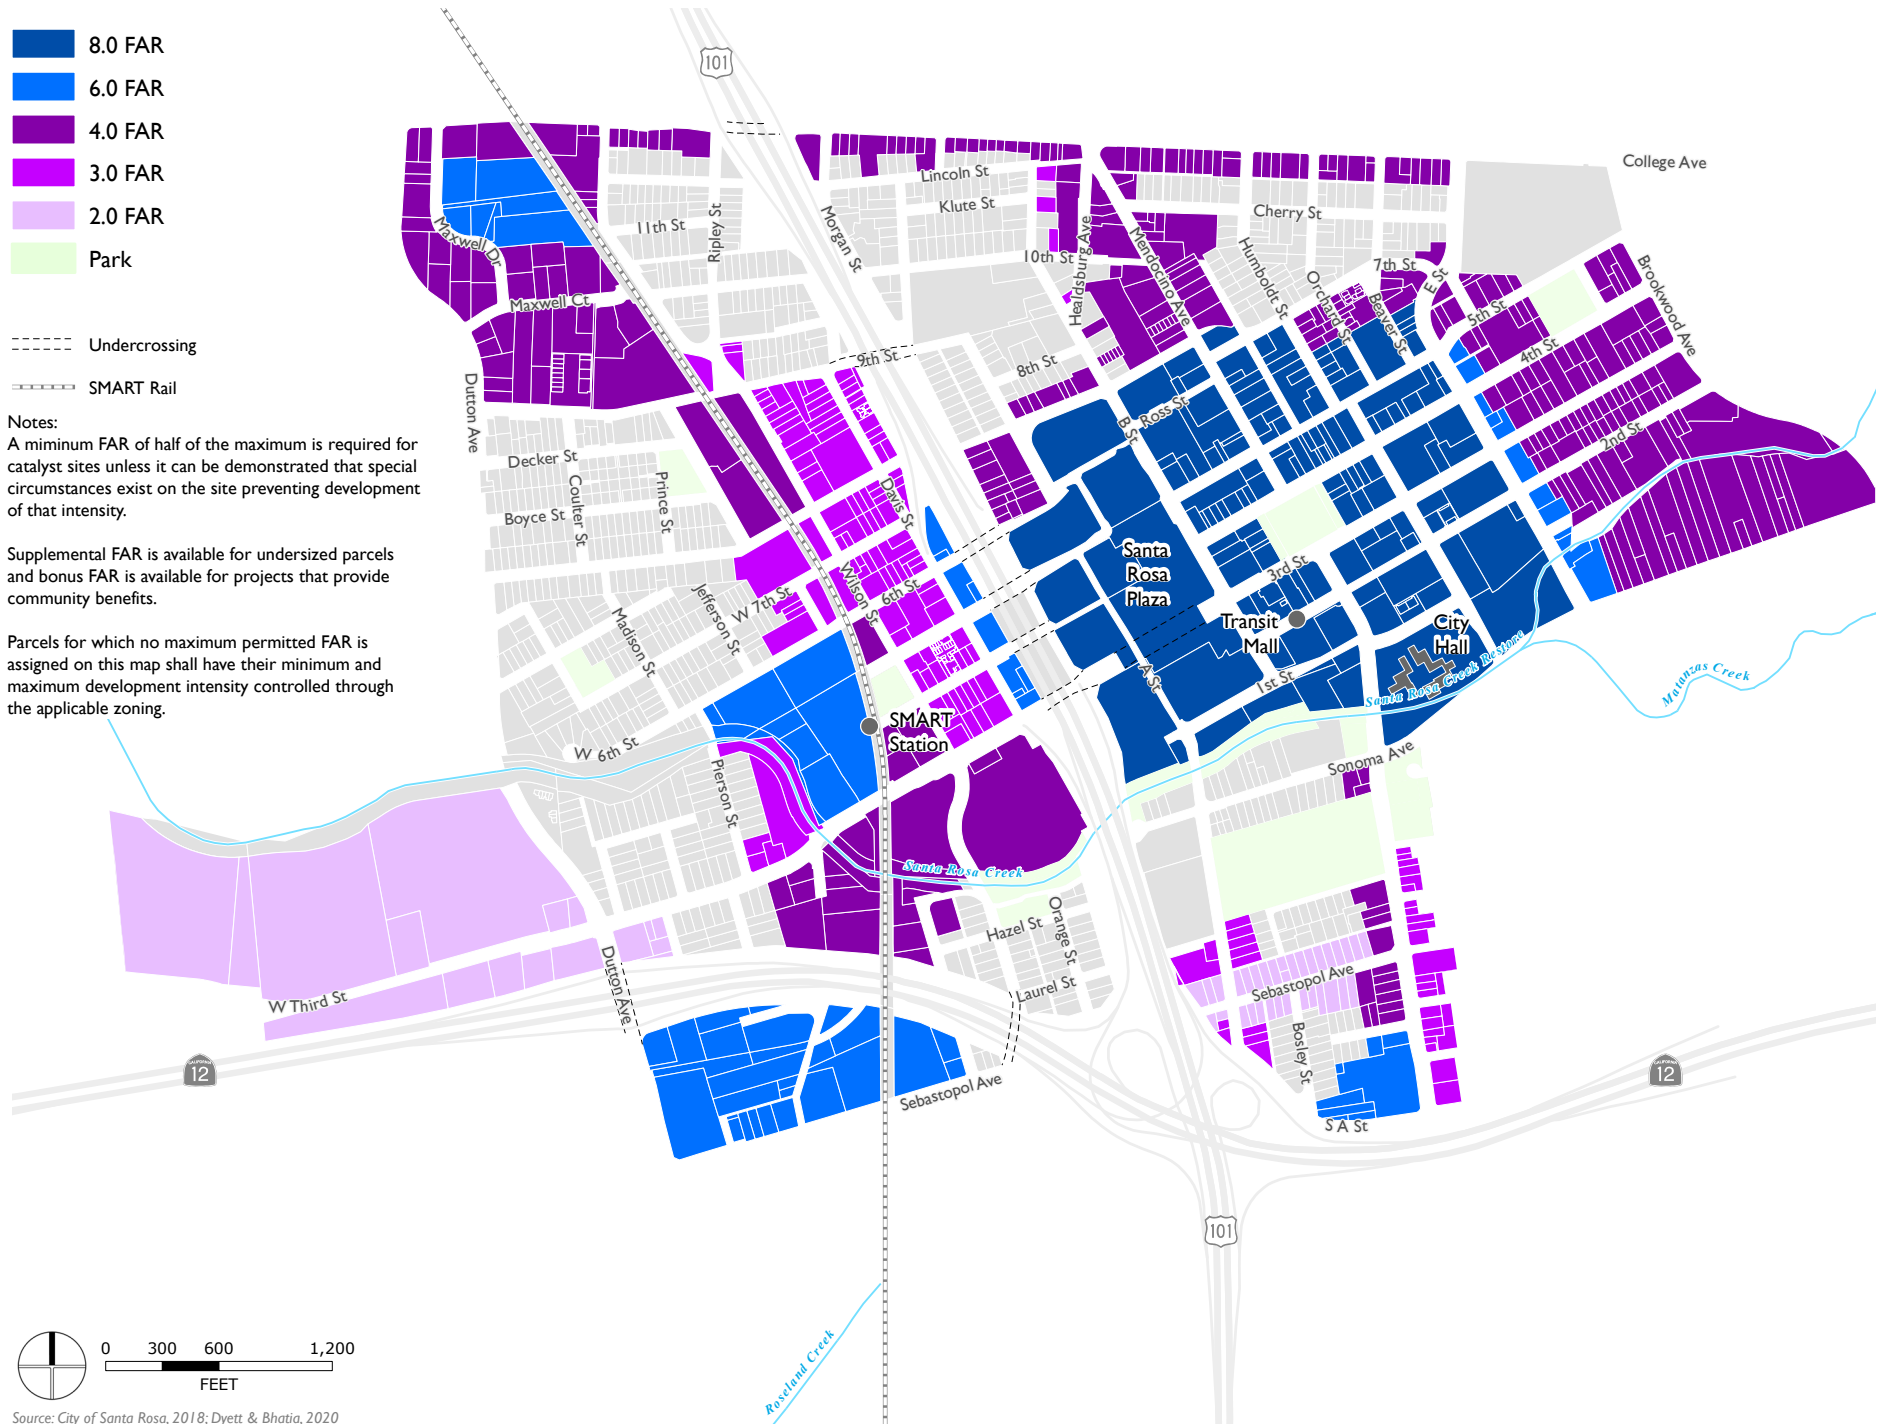 8.0 FAR
6.0 FAR
4.0 FAR
3.0 FAR
2.0 FAR
Park
Undercrossing
SMART Rail
Notes:
A miminum FAR of half of the maximum is required for
catalyst sites unless it can be demonstrated that special
circumstances exist on the site preventing development
of that intensity.
Supplemental FAR is available for undersized parcels
and bonus FAR is available for projects that provide
community benefits.
Parcels for which no maximum permitted FAR is
assigned on this map shall have their minimum and
maximum development intensity controlled through
the applicable zoning.
101
College Ave
Lincoln St
Klute St
Cherry St
11th St
Ripley St
Morgan St
10th St
Healdsburg Ave
Mendocino Ave
Humboldt St
Orchard St
Beaver St
7th St
E St
5th St
4th St
Brookwood Ave
Maxwell Dr
Maxwell Ct
9th St
8th St
Dutton Ave
B St
Ross St
2nd St
Decker St
Coulter St
Prince St
Boyce St
Davis St
Wilson St
6th St
W 7th St
Jefferson St
Madison St
Santa
Rosa
Plaza
3rd St
Transit
Mall
City
Hall
A St
1st St
Santa Rosa Creek Restore
Matanzas Creek
SMART
Station
W 6th St
Pierson St
Sonoma Ave
Santa Rosa Creek
Hazel St
Orange St
Laurel St
W Third St
Dutton Ave
Sebastopol Ave
Bosley St
Sebastopol Ave
S A St
CALIFORNIA
12
CALIFORNIA
12
101
Roseland Creek
0 300 600 1,200
FEET
Source: City of Santa Rosa, 2018; Dyett & Bhatia, 2020